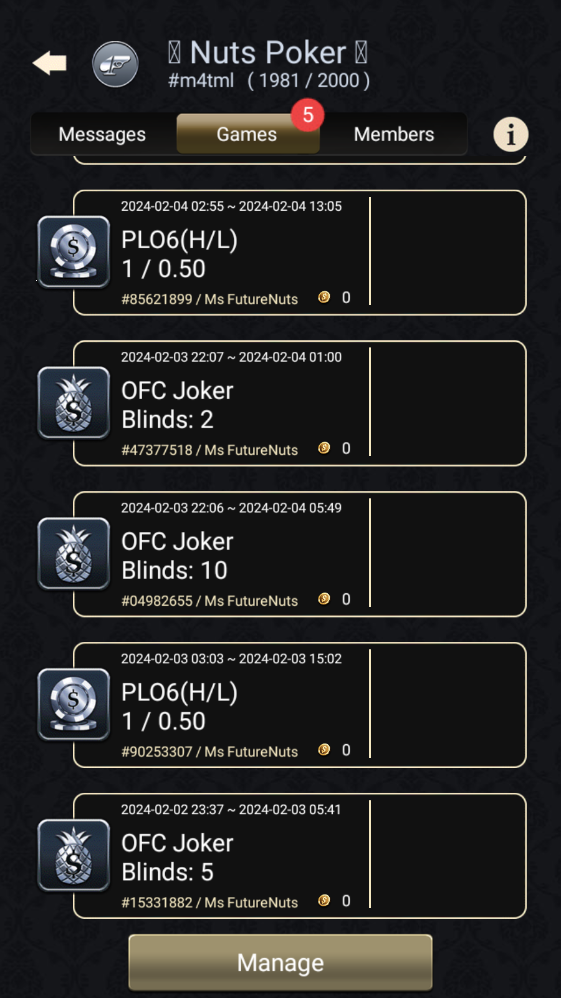 Nuts Poker
#m4tml ( 1981 / 2000 )
5
Messages Games Members i
2024-02-04 02:55 ~ 2024-02-04 13:05
PLO6(H/L)
1 / 0.50
#85621899 / Ms FutureNuts 0
2024-02-03 22:07 ~ 2024-02-04 01:00
OFC Joker
Blinds: 2
#47377518 / Ms FutureNuts 0
2024-02-03 22:06 ~ 2024-02-04 05:49
OFC Joker
Blinds: 10
#04982655 / Ms FutureNuts 0
2024-02-03 03:03 ~ 2024-02-03 15:02
PLO6(H/L)
1 / 0.50
#90253307 / Ms FutureNuts 0
2024-02-02 23:37 ~ 2024-02-03 05:41
OFC Joker
Blinds: 5
#15331882 / Ms FutureNuts 0
Manage